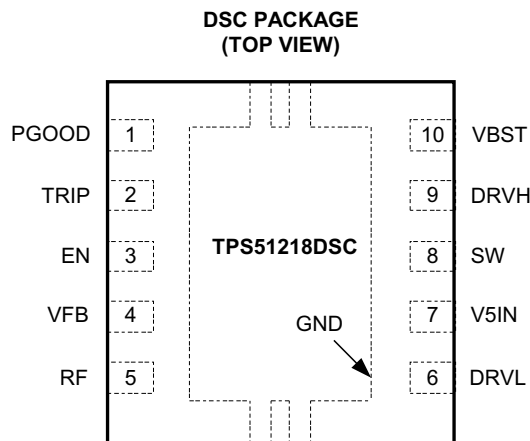 DSC PACKAGE
(TOP VIEW)
PGOOD 1 10 VBST
TRIP 2 9 DRVH
TPS51218DSC
EN 3 8 SW
VFB 4 7 V5IN
GND
RF 5 6 DRVL